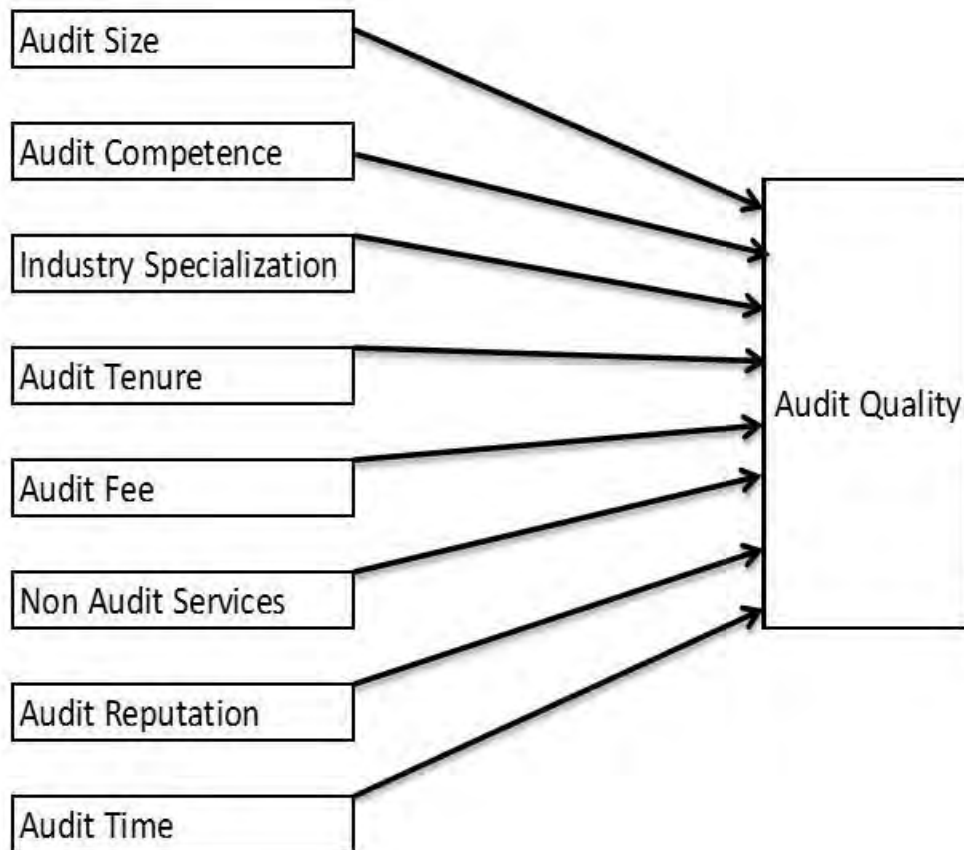 Audit Size
Audit Competence
Industry Specialization
Audit Tenure
Audit Quality
Audit Fee
Non Audit Services
Audit Reputation
Audit Time